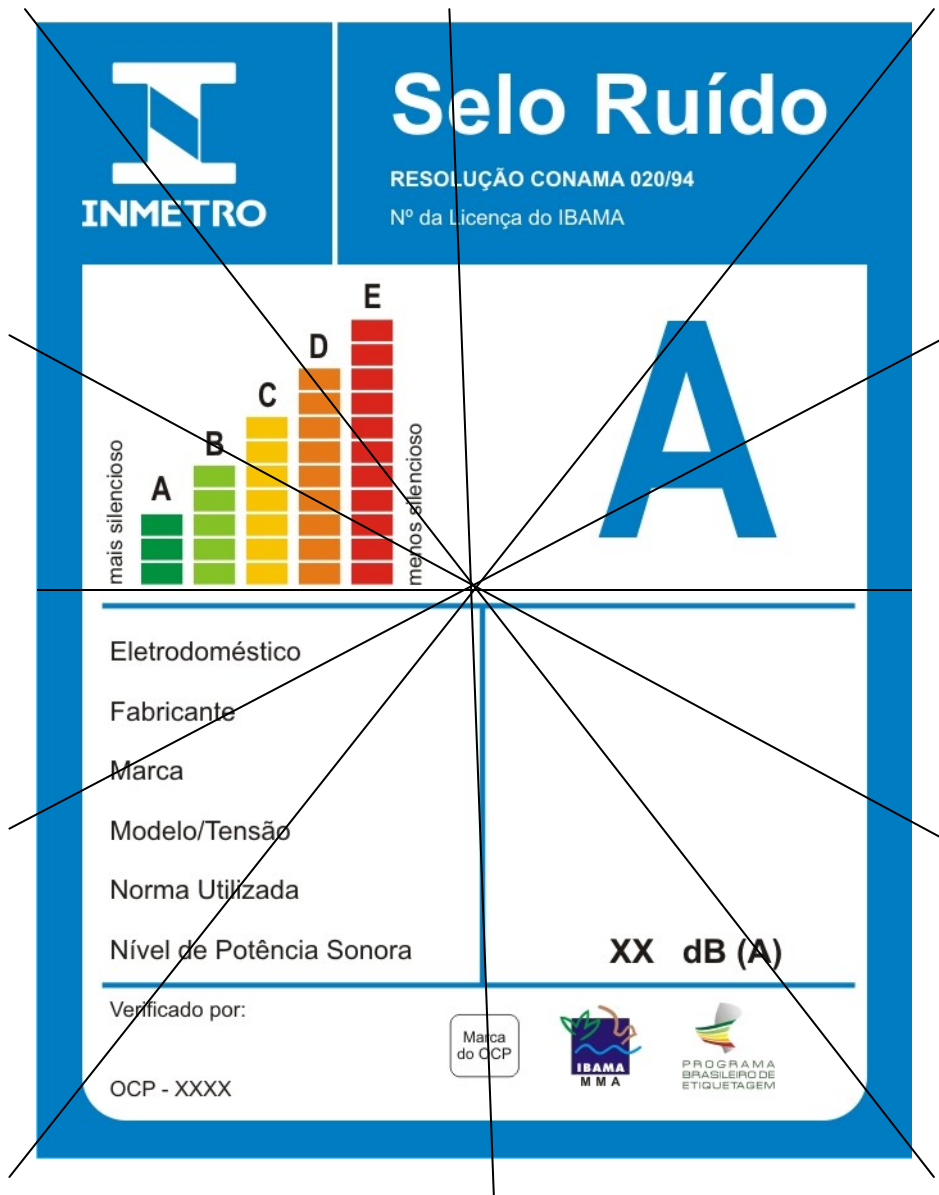 INMETRO
Selo Ruído
RESOLUÇÃO CONAMA 020/94
Nº da Licença do IBAMA
mais silencioso
A
B
C
D
E
menos silencioso
A
Eletrodoméstico
Fabricante
Marca
Modelo/Tensão
Norma Utilizada
Nível de Potência Sonora
XX dB (A)
Verificado por:
OCP - XXXX
Marca
do OCP
IBAMA
MMA
PROGRAMA
BRASILEIRO DE
ETIQUETAGEM